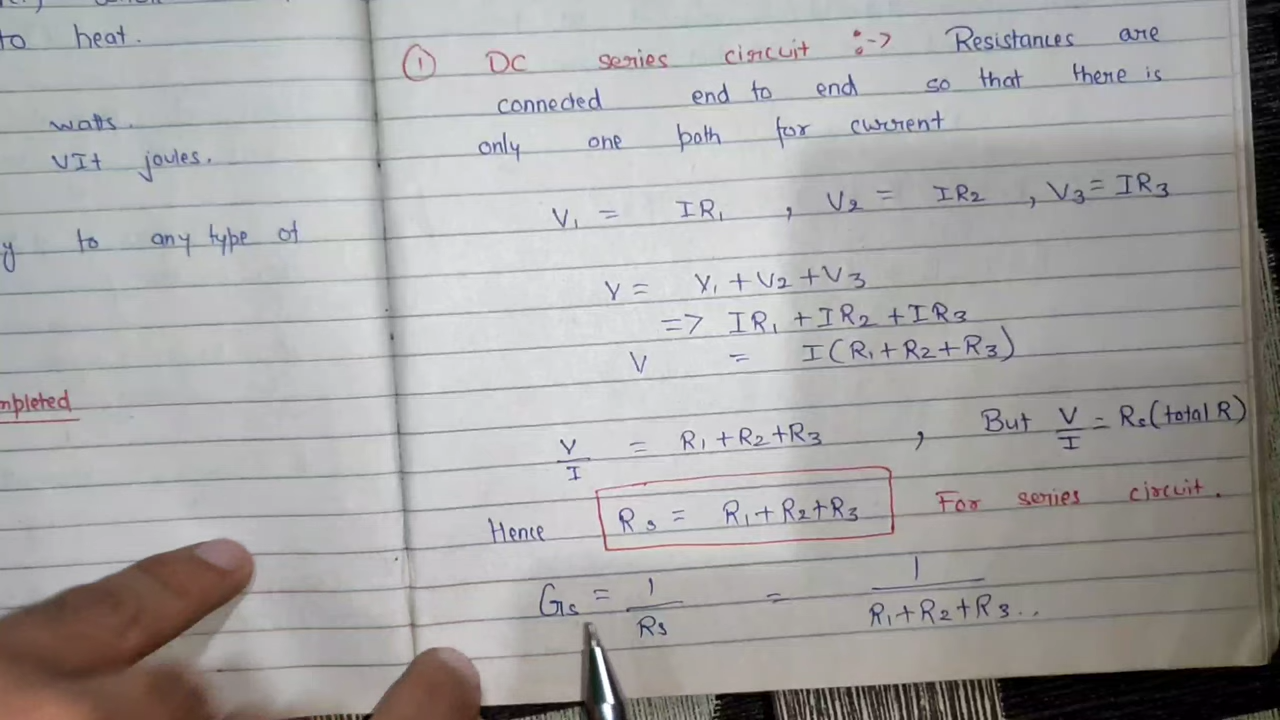 to heat.
watts.
VIt joules.
y to any type of
mpleted
① DC series circuit :-> Resistances are
connected end to end so that there is
only one path for current
V₁ = IR₁ , V₂ = IR₂ , V₃ = IR₃
V = V₁ + V₂ + V₃
=> IR₁ + IR₂ + IR₃
V = I(R₁ + R₂ + R₃)
V/I = R₁ + R₂ + R₃ , But V/I = Rs (total R)
Hence Rs = R₁ + R₂ + R₃ For series circuit.
Gs = 1/Rs = 1/(R₁ + R₂ + R₃..